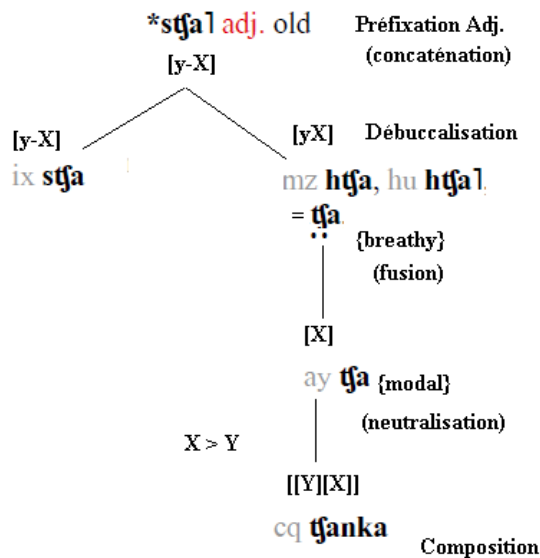 *stʃa˥ adj. old Préfixation Adj.
(concaténation)
[y-X]
[y-X] [yX] Débuccalisation
ix stʃa mz htʃa, hu htʃa˥,
= tʃ̤a
{breathy}
(fusion)
[X]
ay tʃa {modal}
(neutralisation)
X > Y
[[Y][X]]
cq tʃanka
Composition